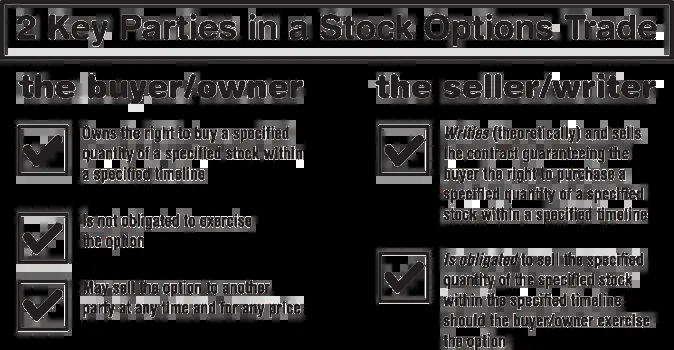 2 Key Parties in a Stock Options Trade
the buyer/owner
Owns the right to buy a specified
quantity of a specified stock within
a specified timeline
Is not obligated to exercise
the option
May sell the option to another
party at any time and for any price
the seller/writer
Writes (theoretically) and sells
the contract guaranteeing the
buyer the right to purchase a
specified quantity of a specified
stock within a specified timeline
Is obligated to sell the specified
quantity of the specified stock
within the specified timeline
should the buyer/owner exercise
the option